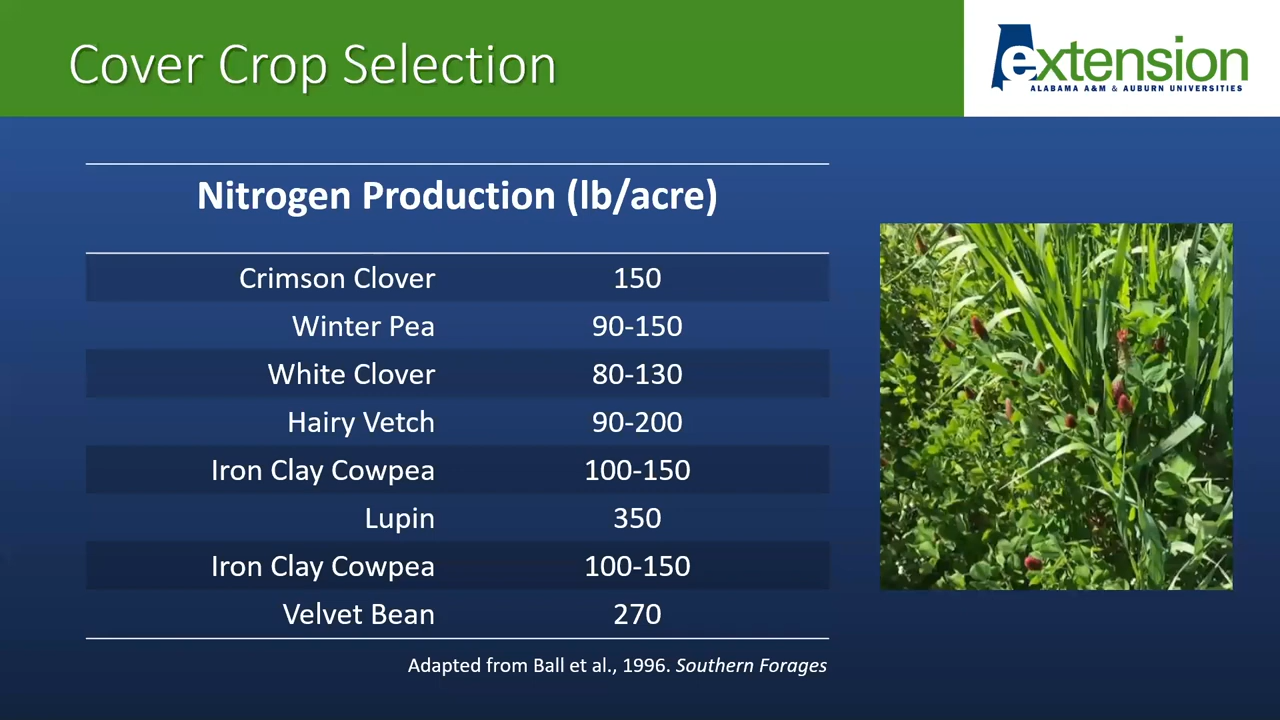 Cover Crop Selection
extension
ALABAMA A&M & AUBURN UNIVERSITIES
Nitrogen Production (lb/acre)
Crimson Clover 150
Winter Pea 90-150
White Clover 80-130
Hairy Vetch 90-200
Iron Clay Cowpea 100-150
Lupin 350
Iron Clay Cowpea 100-150
Velvet Bean 270
Adapted from Ball et al., 1996. Southern Forages